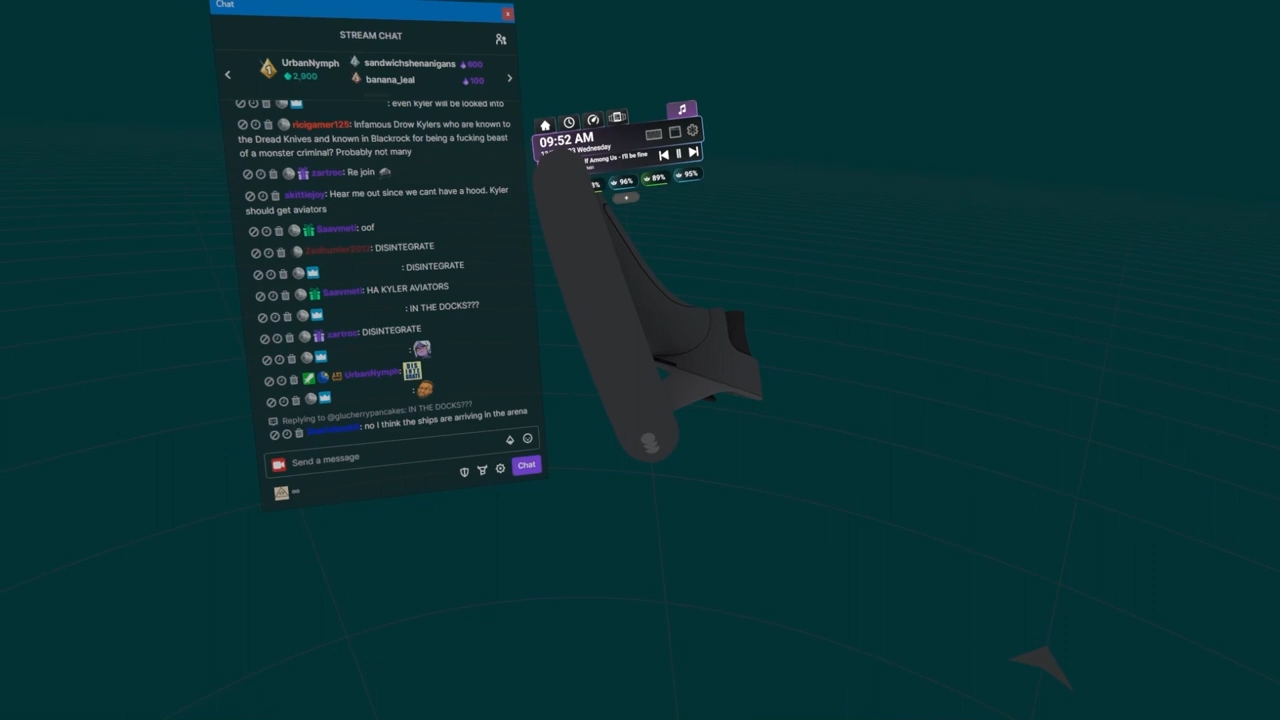 Chat
STREAM CHAT
UrbanNymph
2,900
sandwichshenanigans 600
banana_leal 100
: even kyler will be looked into
ricigamer125: Infamous Drow Kylers who are known to
the Dread Knives and known in Blackrock for being a fucking beast
of a monster criminal? Probably not many
zartroc: Re join
skittlejoy: Hear me out since we cant have a hood. Kyler
should get aviators
Saavmeti: oof
: DISINTEGRATE
: DISINTEGRATE
Saavmeti: HA KYLER AVIATORS
: IN THE DOCKS???
zartroc: DISINTEGRATE
:
UrbanNymph:
:
Replying to @glucherrypancakes: IN THE DOCKS???
: no I think the ships are arriving in the arena
Send a message
Chat
09:52 AM
Wednesday
If Among Us - I'll be fine
96%
89%
95%
+